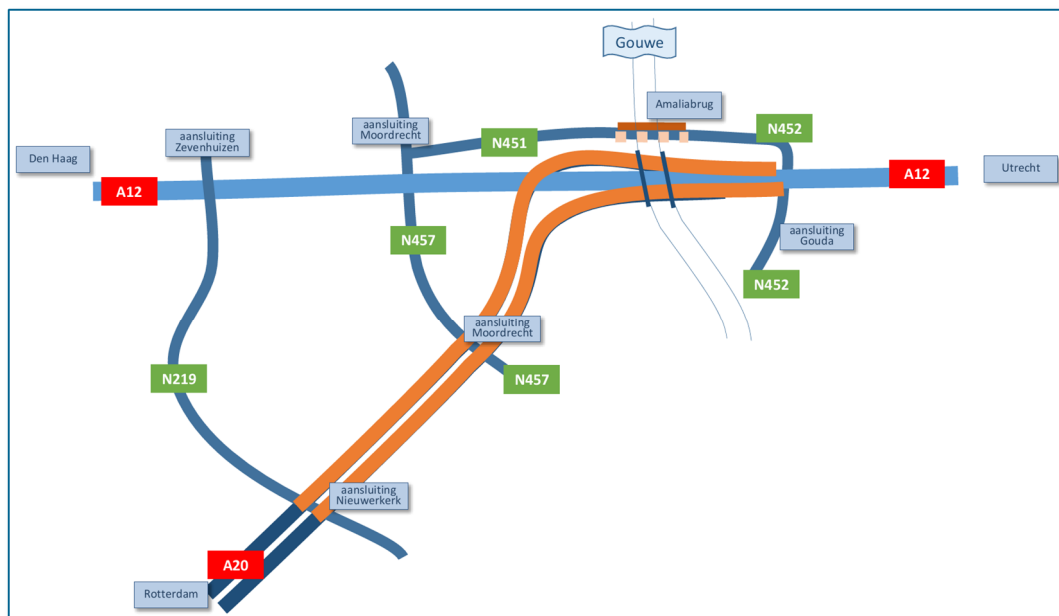 Gouwe
Amaliabrug
aansluiting
Moordrecht
N452
aansluiting
Zevenhuizen
N451
Den Haag
Utrecht
A12
A12
N457
aansluiting
Gouda
N452
aansluiting
Moordrecht
N219
N457
aansluiting
Nieuwerkerk
A20
Rotterdam